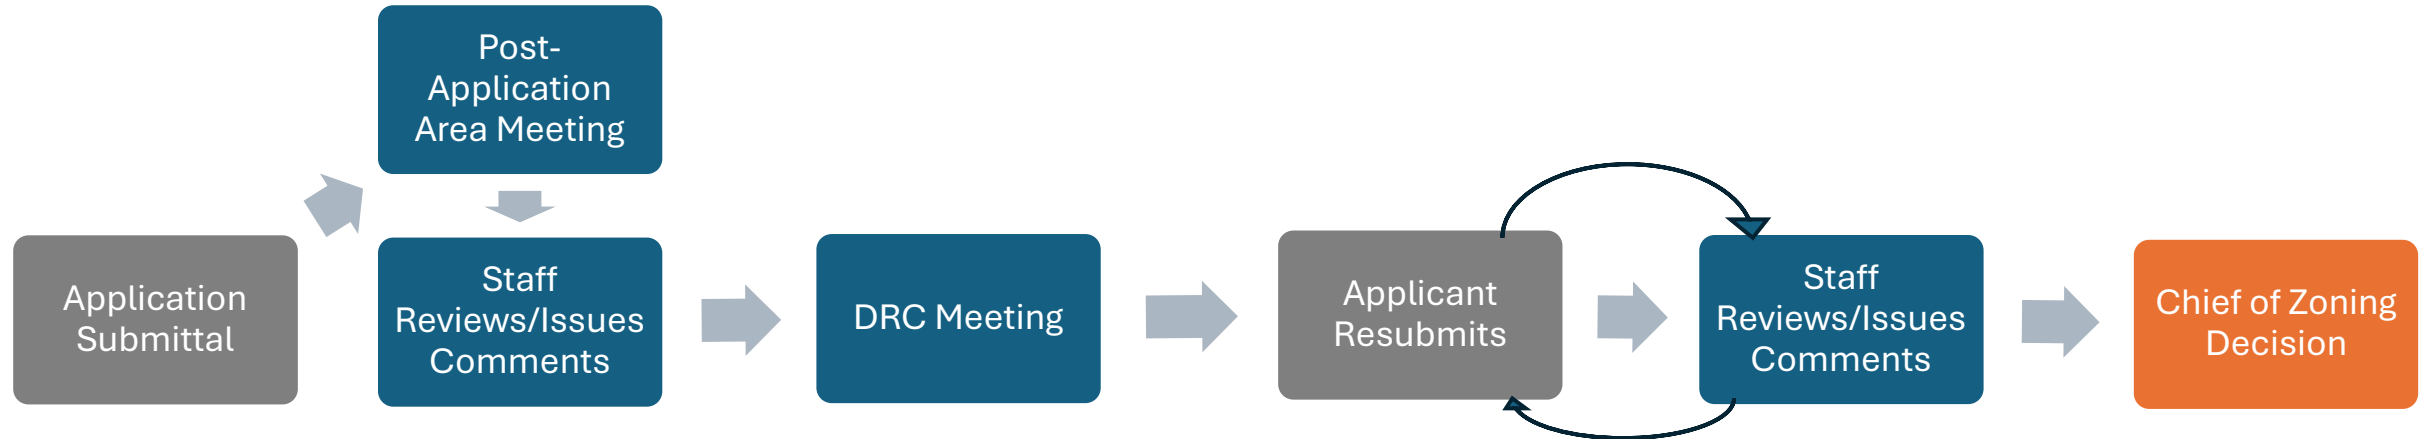 Application
Submittal
Post-
Application
Area Meeting
Staff
Reviews/Issues
Comments
DRC Meeting
Applicant
Resubmits
Staff
Reviews/Issues
Comments
Chief of Zoning
Decision